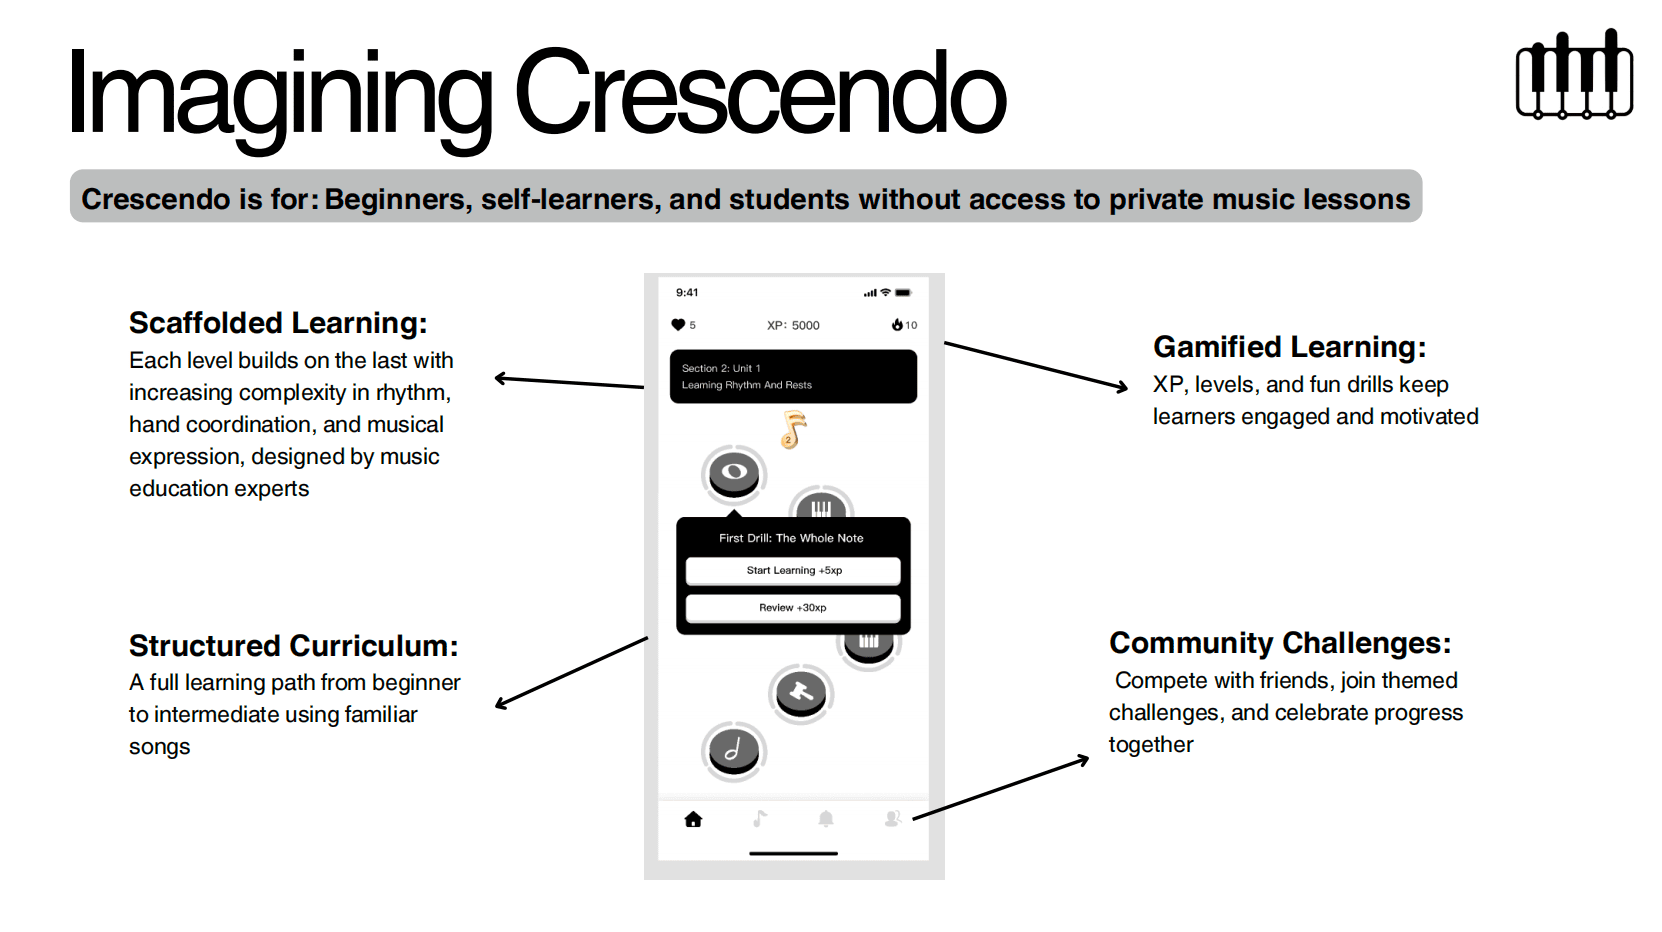 Imagining Crescendo
Crescendo is for: Beginners, self-learners, and students without access to private music lessons
Scaffolded Learning:
Each level builds on the last with
increasing complexity in rhythm,
hand coordination, and musical
expression, designed by music
education experts
Structured Curriculum:
A full learning path from beginner
to intermediate using familiar
songs
9:41
5
XP: 5000
10
Section 2: Unit 1
Learning Rhythm And Rests
2
First Drill: The Whole Note
Start Learning +5xp
Review +30xp
Gamified Learning:
XP, levels, and fun drills keep
learners engaged and motivated
Community Challenges:
Compete with friends, join themed
challenges, and celebrate progress
together